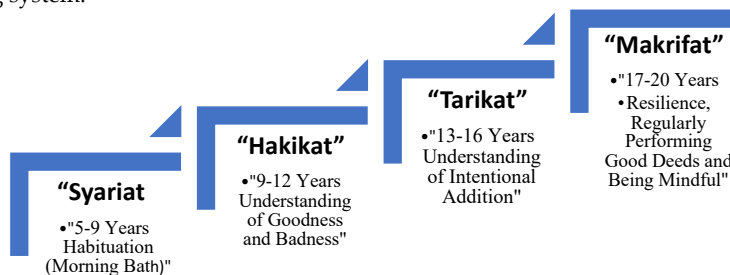 g system.
“Syariat
•"5-9 Years
Habituation
(Morning Bath)"
“Hakikat”
•"9-12 Years
Understanding
of Goodness
and Badness"
“Tarikat”
•"13-16 Years
Understanding
of Intentional
Addition"
“Makrifat”
•"17-20 Years
•Resilience,
Regularly
Performing
Good Deeds and
Being Mindful"